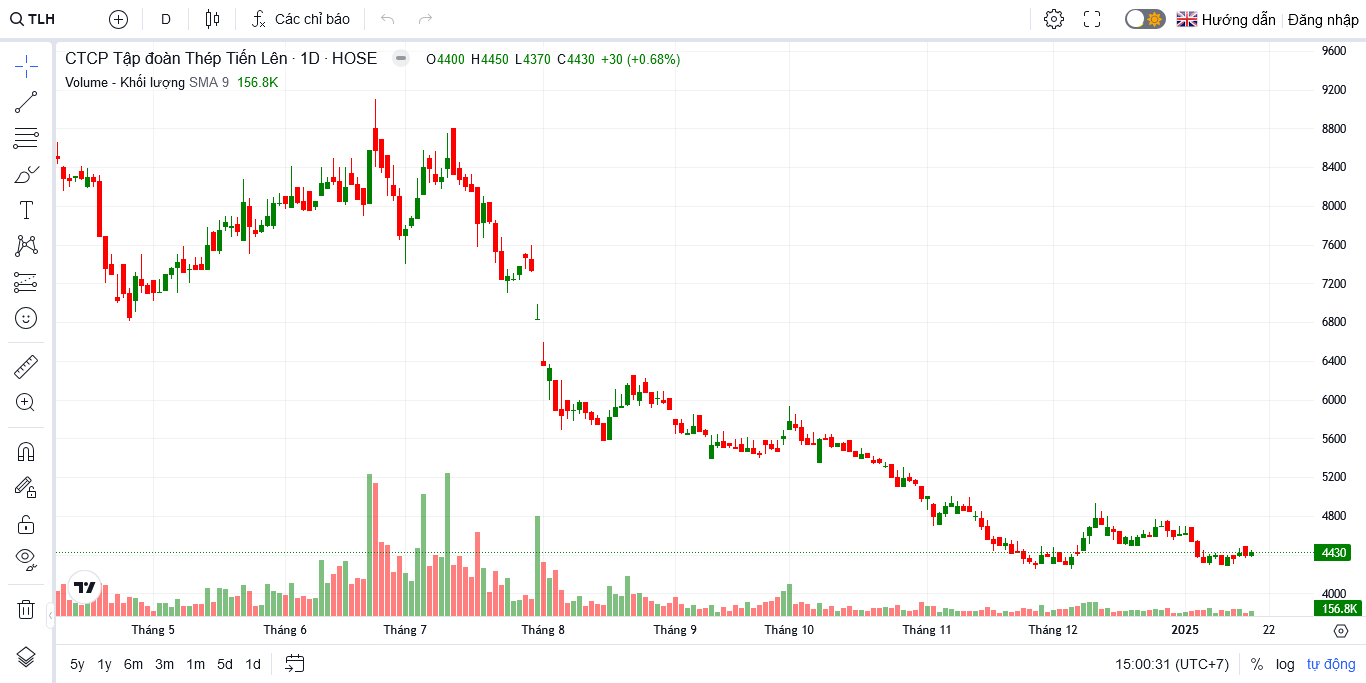 TLH D Các chỉ báo Hướng dẫn Đăng nhập
CTCP Tập đoàn Thép Tiến Lên · 1D · HOSE O4400 H4450 L4370 C4430 +30 (+0.68%)
Volume - Khối lượng SMA 9 156.8K
9600
9200
8800
8400
8000
7600
7200
6800
6400
6000
5600
5200
4800
4430
4000
156.8K
Tháng 5 Tháng 6 Tháng 7 Tháng 8 Tháng 9 Tháng 10 Tháng 11 Tháng 12 2025 22
5y 1y 6m 3m 1m 5d 1d 15:00:31 (UTC+7) % log tự động